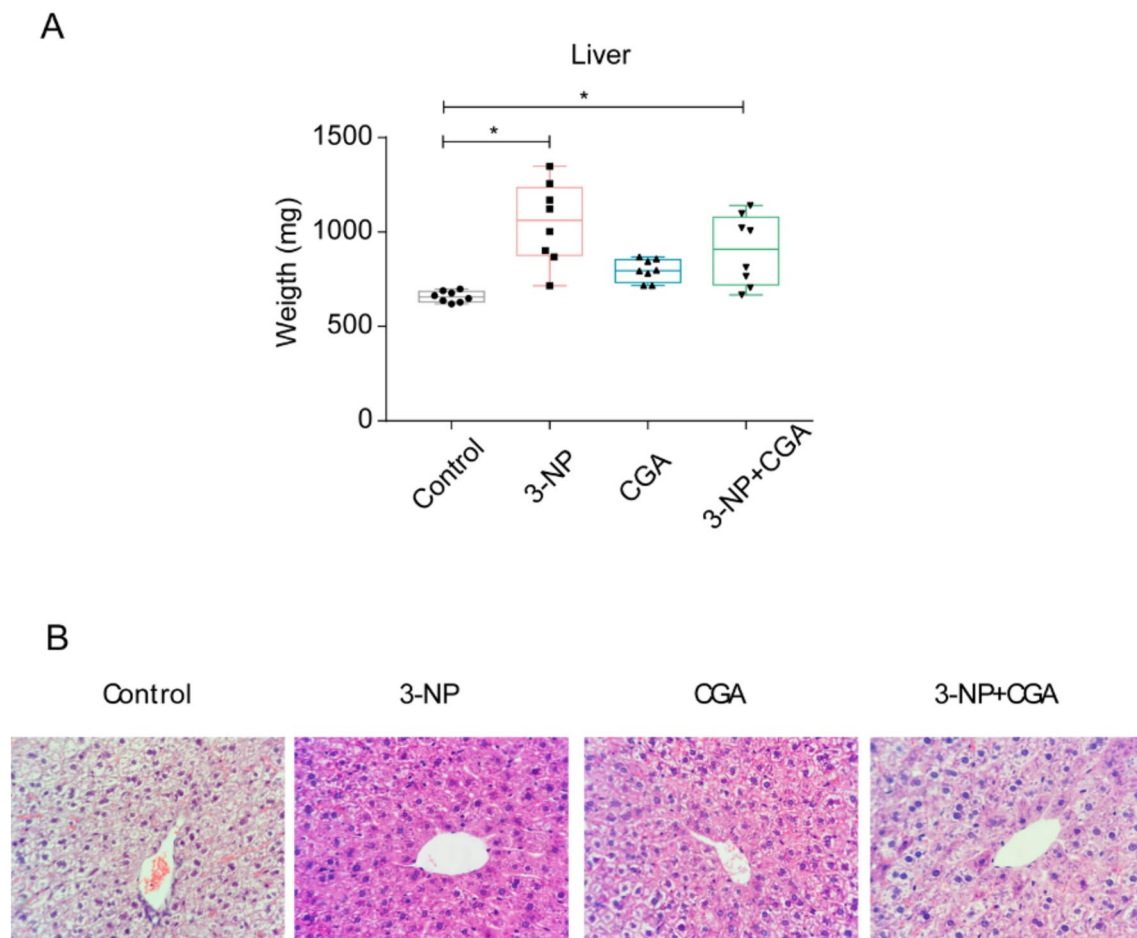 A
Liver
*
*
1500
1000
500
0
Weigth (mg)
Control
3-NP
CGA
3-NP+CGA
B
Control 3-NP CGA 3-NP+CGA